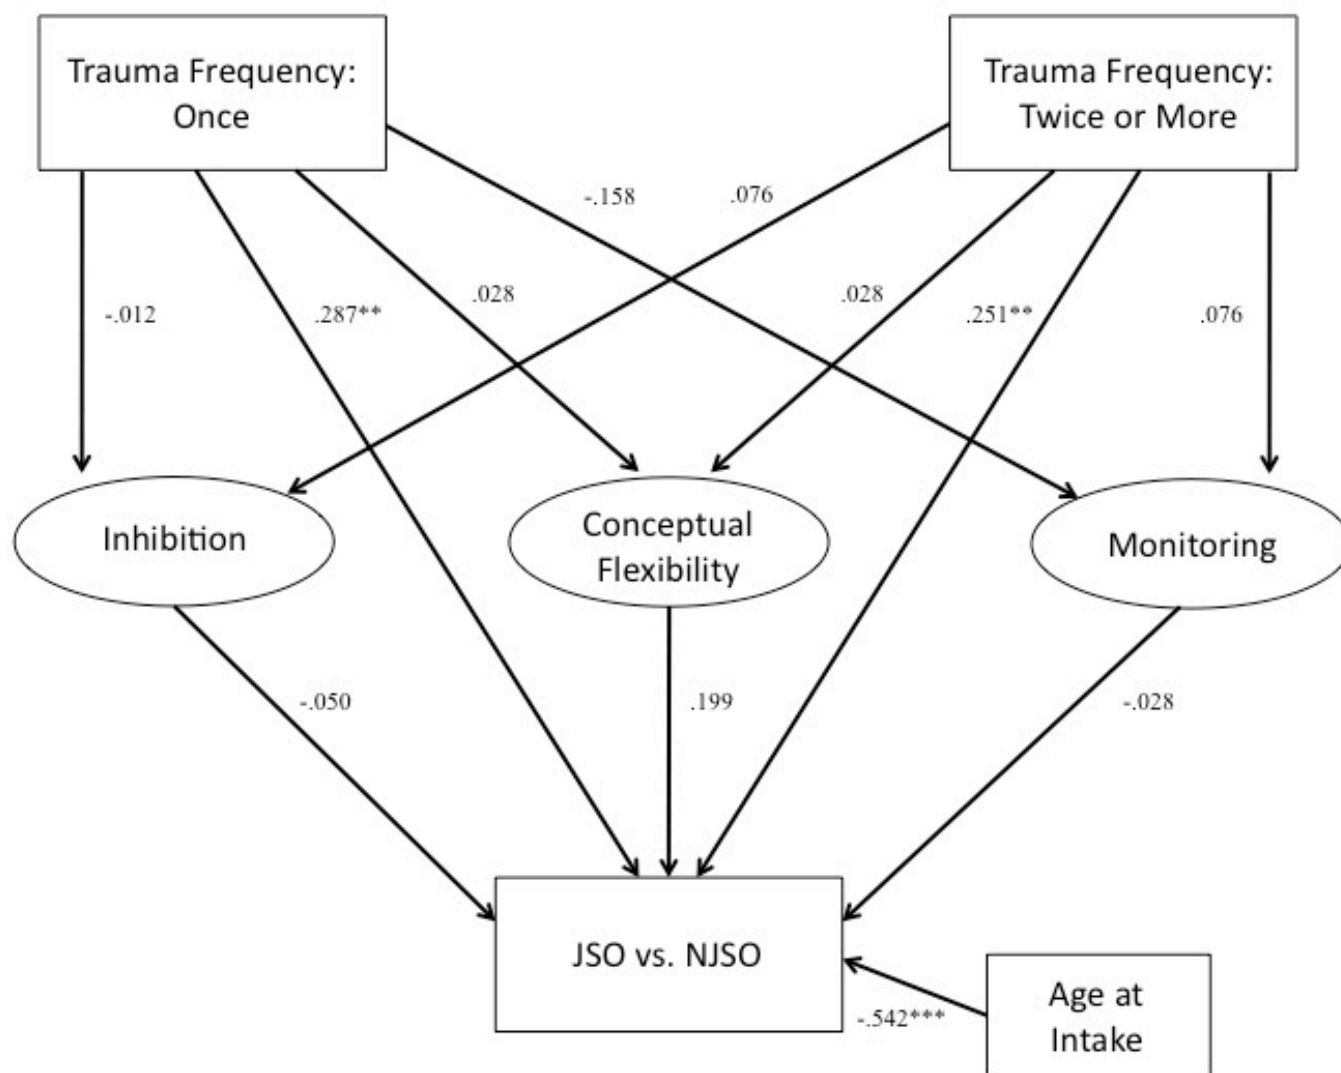 Trauma Frequency:
Once
Trauma Frequency:
Twice or More
-.158
.076
-.012
.287**
.028
.028
.251**
.076
Inhibition
Conceptual
Flexibility
Monitoring
-.050
.199
-.028
JSO vs. NJSO
-.542***
Age at
Intake